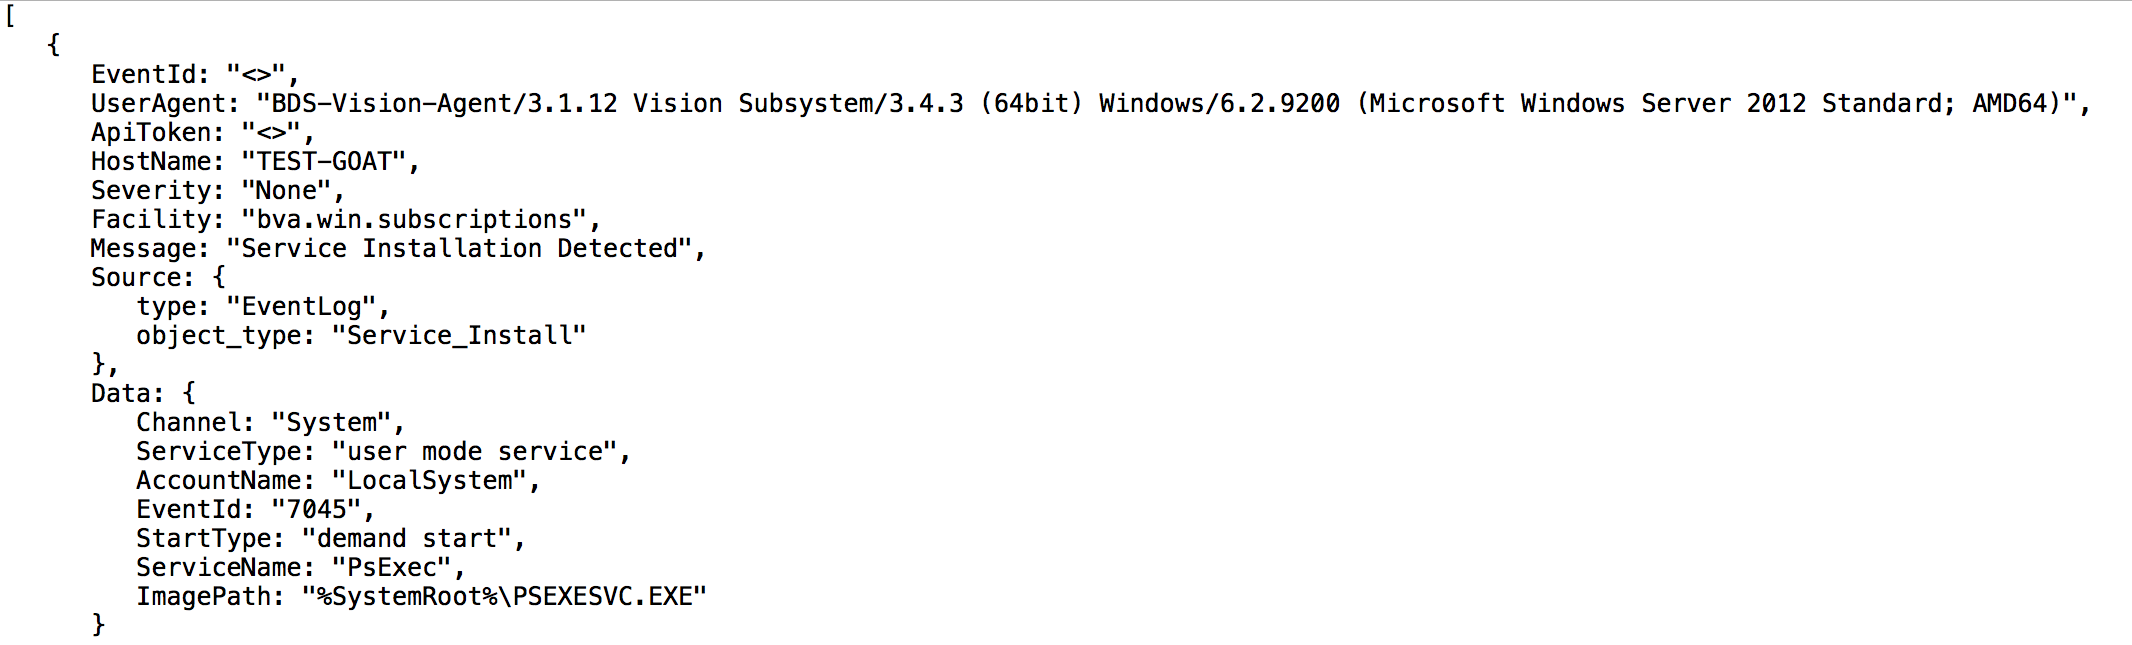 [
{
EventId: "<>",
UserAgent: "BDS-Vision-Agent/3.1.12 Vision Subsystem/3.4.3 (64bit) Windows/6.2.9200 (Microsoft Windows Server 2012 Standard; AMD64)",
ApiToken: "<>",
HostName: "TEST-GOAT",
Severity: "None",
Facility: "bva.win.subscriptions",
Message: "Service Installation Detected",
Source: {
type: "EventLog",
object_type: "Service_Install"
},
Data: {
Channel: "System",
ServiceType: "user mode service",
AccountName: "LocalSystem",
EventId: "7045",
StartType: "demand start",
ServiceName: "PsExec",
ImagePath: "%SystemRoot%\PSEXESVC.EXE"
}